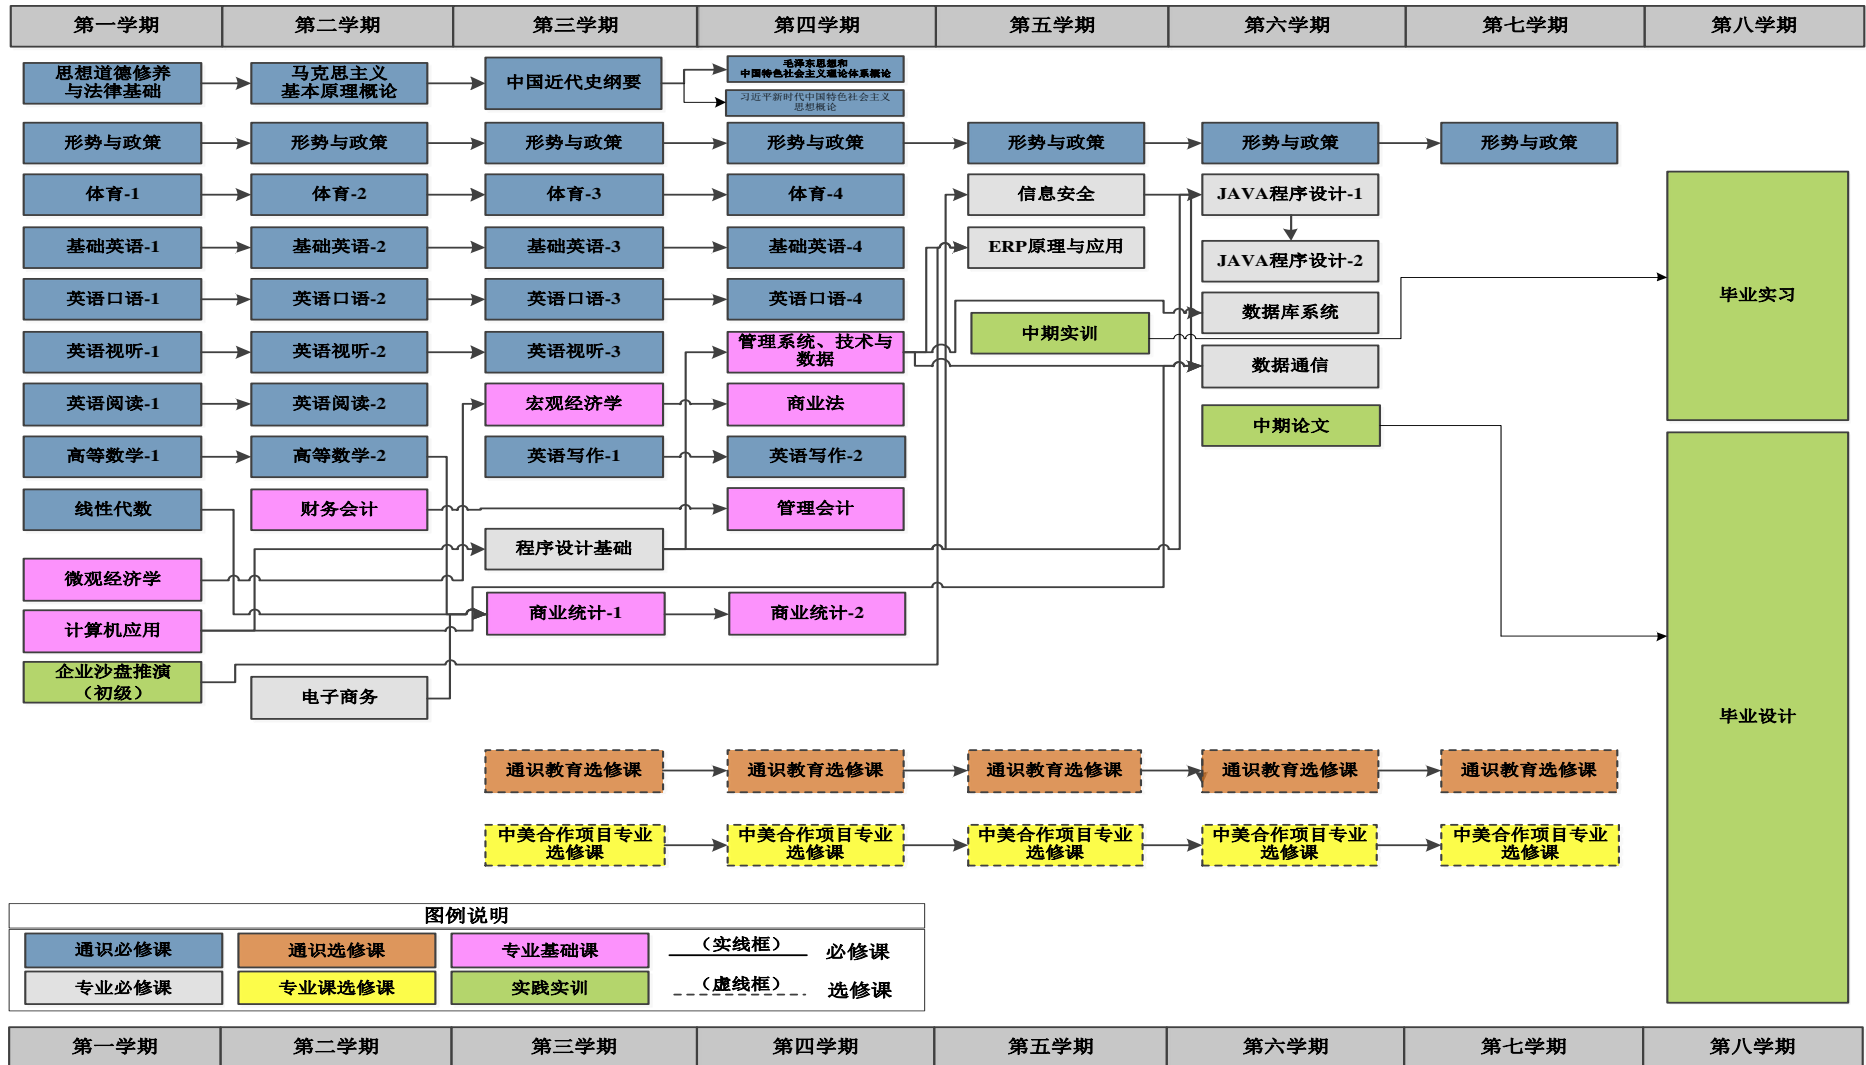 第一学期
第二学期
第三学期
第四学期
第五学期
第六学期
第七学期
第八学期
思想道德修养
与法律基础
马克思主义
基本原理概论
中国近代史纲要
毛泽东思想和
中国特色社会主义理论体系概论
习近平新时代中国特色社会主义
思想概论
形势与政策
形势与政策
形势与政策
形势与政策
形势与政策
形势与政策
形势与政策
体育-1
体育-2
体育-3
体育-4
信息安全
JAVA程序设计-1
基础英语-1
基础英语-2
基础英语-3
基础英语-4
ERP原理与应用
JAVA程序设计-2
英语口语-1
英语口语-2
英语口语-3
英语口语-4
中期实训
数据库系统
毕业实习
英语视听-1
英语视听-2
英语视听-3
管理系统、技术与
数据
数据通信
英语阅读-1
英语阅读-2
宏观经济学
商业法
中期论文
高等数学-1
高等数学-2
英语写作-1
英语写作-2
线性代数
财务会计
管理会计
程序设计基础
微观经济学
计算机应用
商业统计-1
商业统计-2
企业沙盘推演
（初级）
电子商务
毕业设计
通识教育选修课
通识教育选修课
通识教育选修课
通识教育选修课
通识教育选修课
中美合作项目专业
选修课
中美合作项目专业
选修课
中美合作项目专业
选修课
中美合作项目专业
选修课
中美合作项目专业
选修课
图例说明
通识必修课
通识选修课
专业基础课
（实线框）
必修课
专业必修课
专业课选修课
实践实训
（虚线框）
选修课
第一学期
第二学期
第三学期
第四学期
第五学期
第六学期
第七学期
第八学期